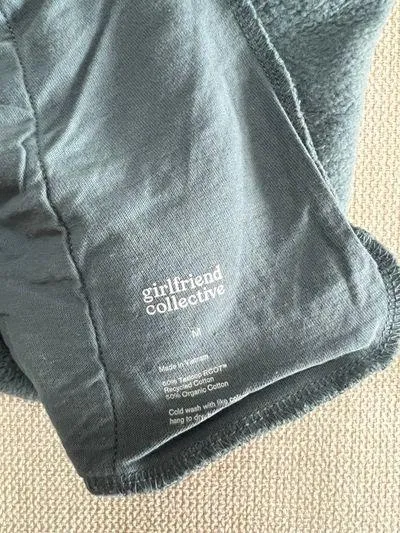 girlfriend
collective
M
Made in Vietnam
Recycled Cotton
50% Organic Cotton
Cold wash with like
hang to dry